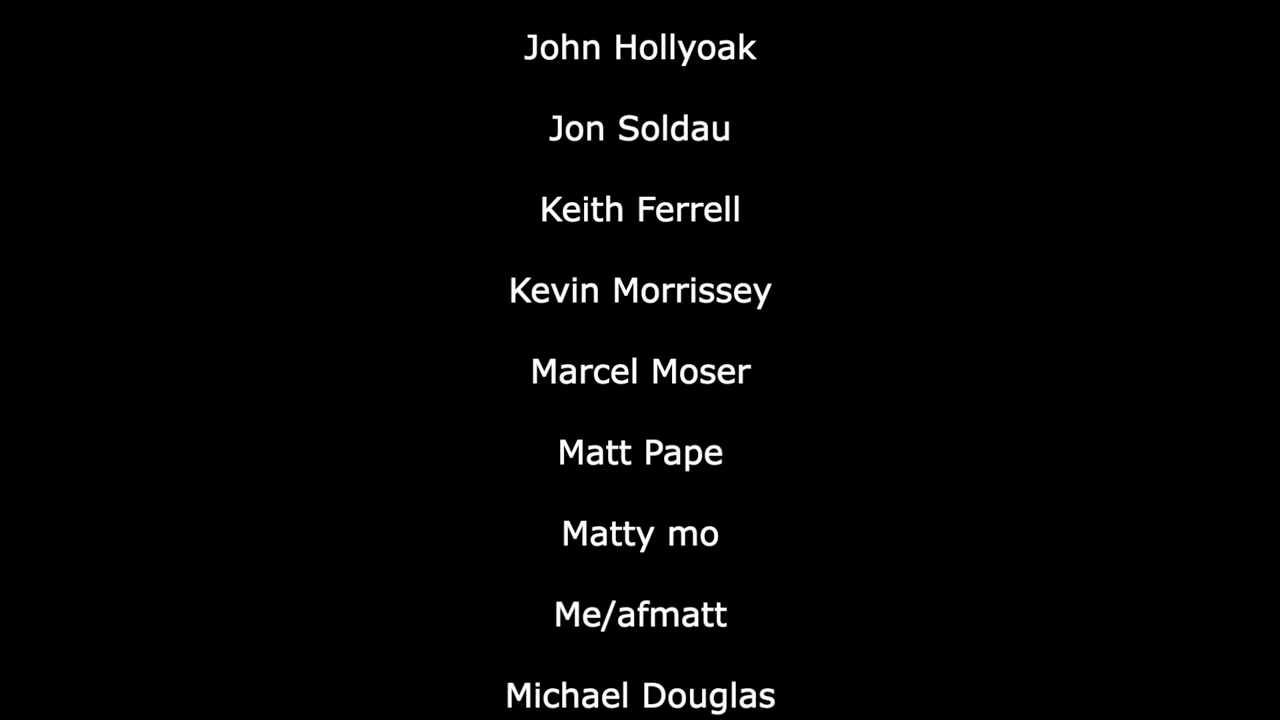 John Hollyoak
Jon Soldau
Keith Ferrell
Kevin Morrissey
Marcel Moser
Matt Pape
Matty mo
Me/afmatt
Michael Douglas